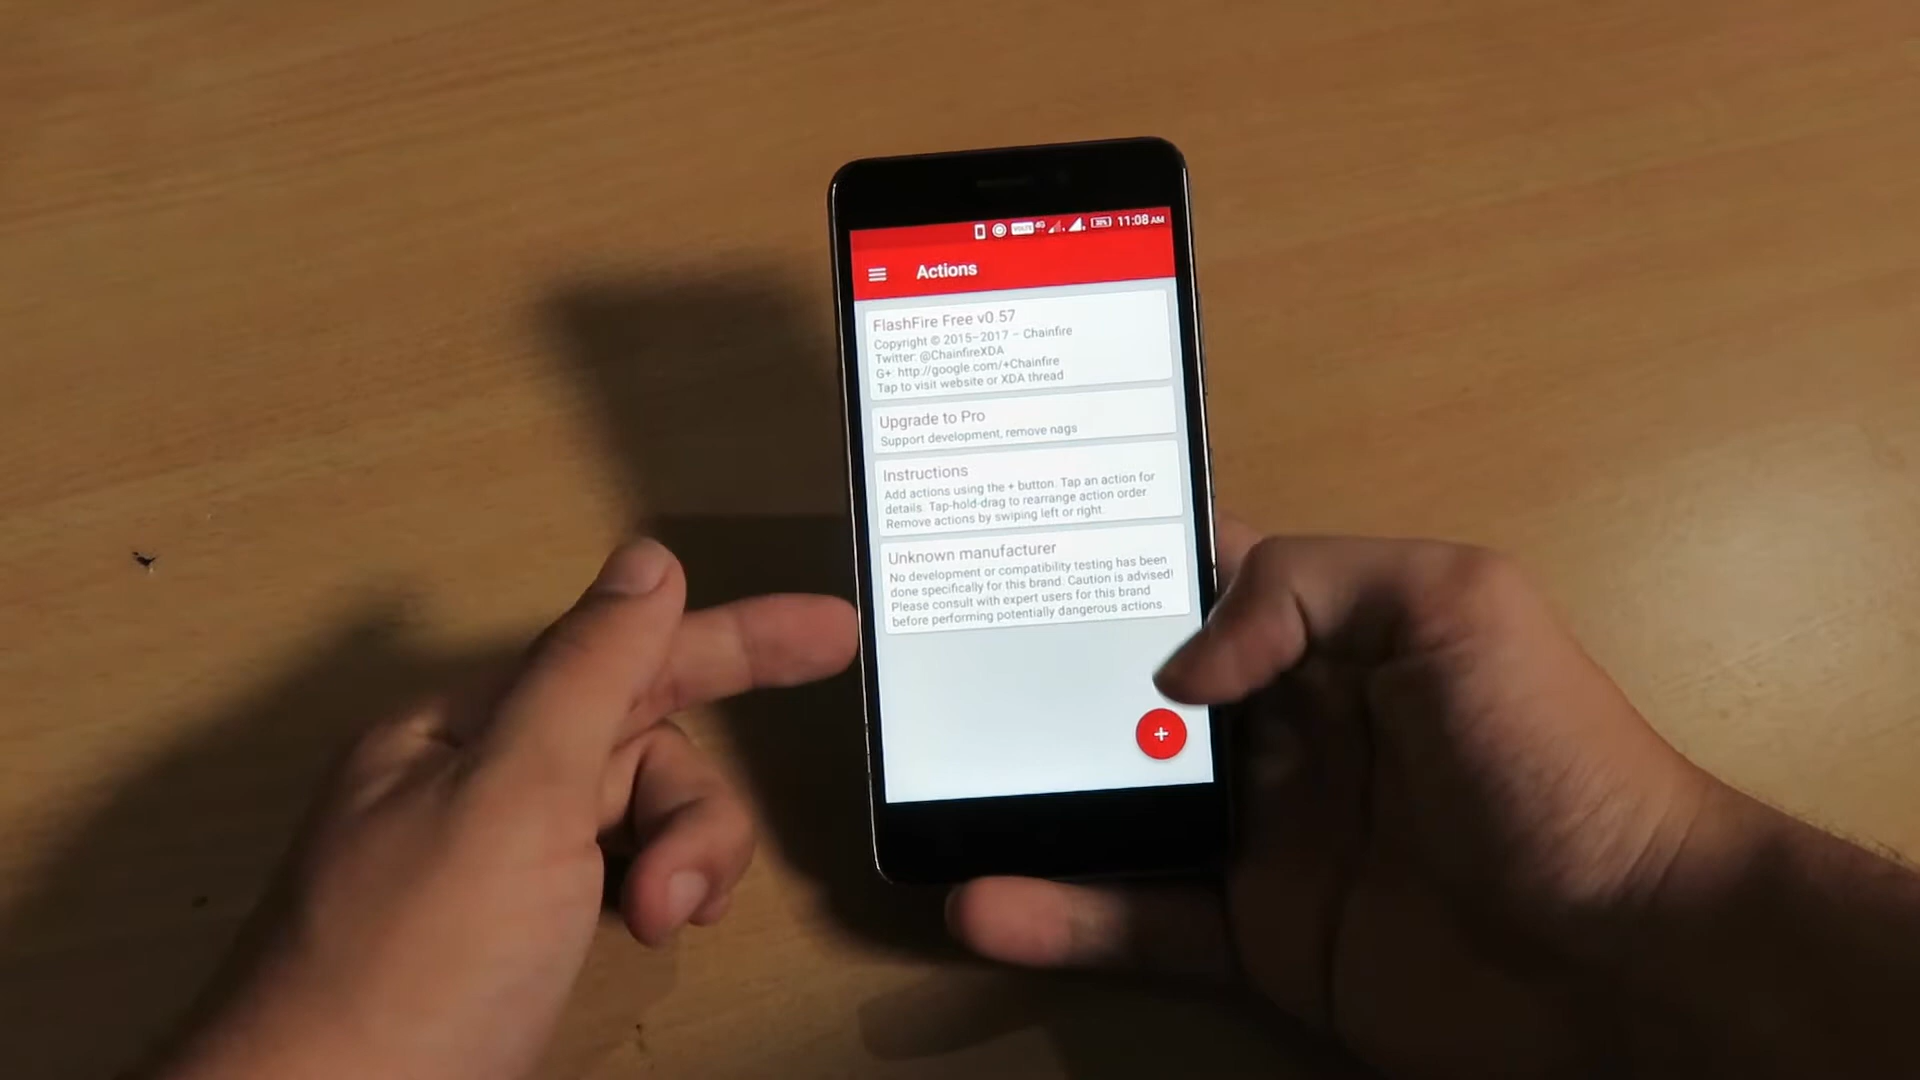 VoLTE 4G 30% 11:08 AM
Actions
FlashFire Free v0.57
Copyright © 2015–2017 – Chainfire
Twitter: @ChainfireXDA
G+: http://google.com/+Chainfire
Tap to visit website or XDA thread
Upgrade to Pro
Support development, remove nags
Instructions
Add actions using the + button. Tap an action for
details. Tap-hold-drag to rearrange action order
Remove actions by swiping left or right.
Unknown manufacturer
No development or compatibility testing has been
done specifically for this brand. Caution is advised!
Please consult with expert users for this brand
before performing potentially dangerous actions.
+